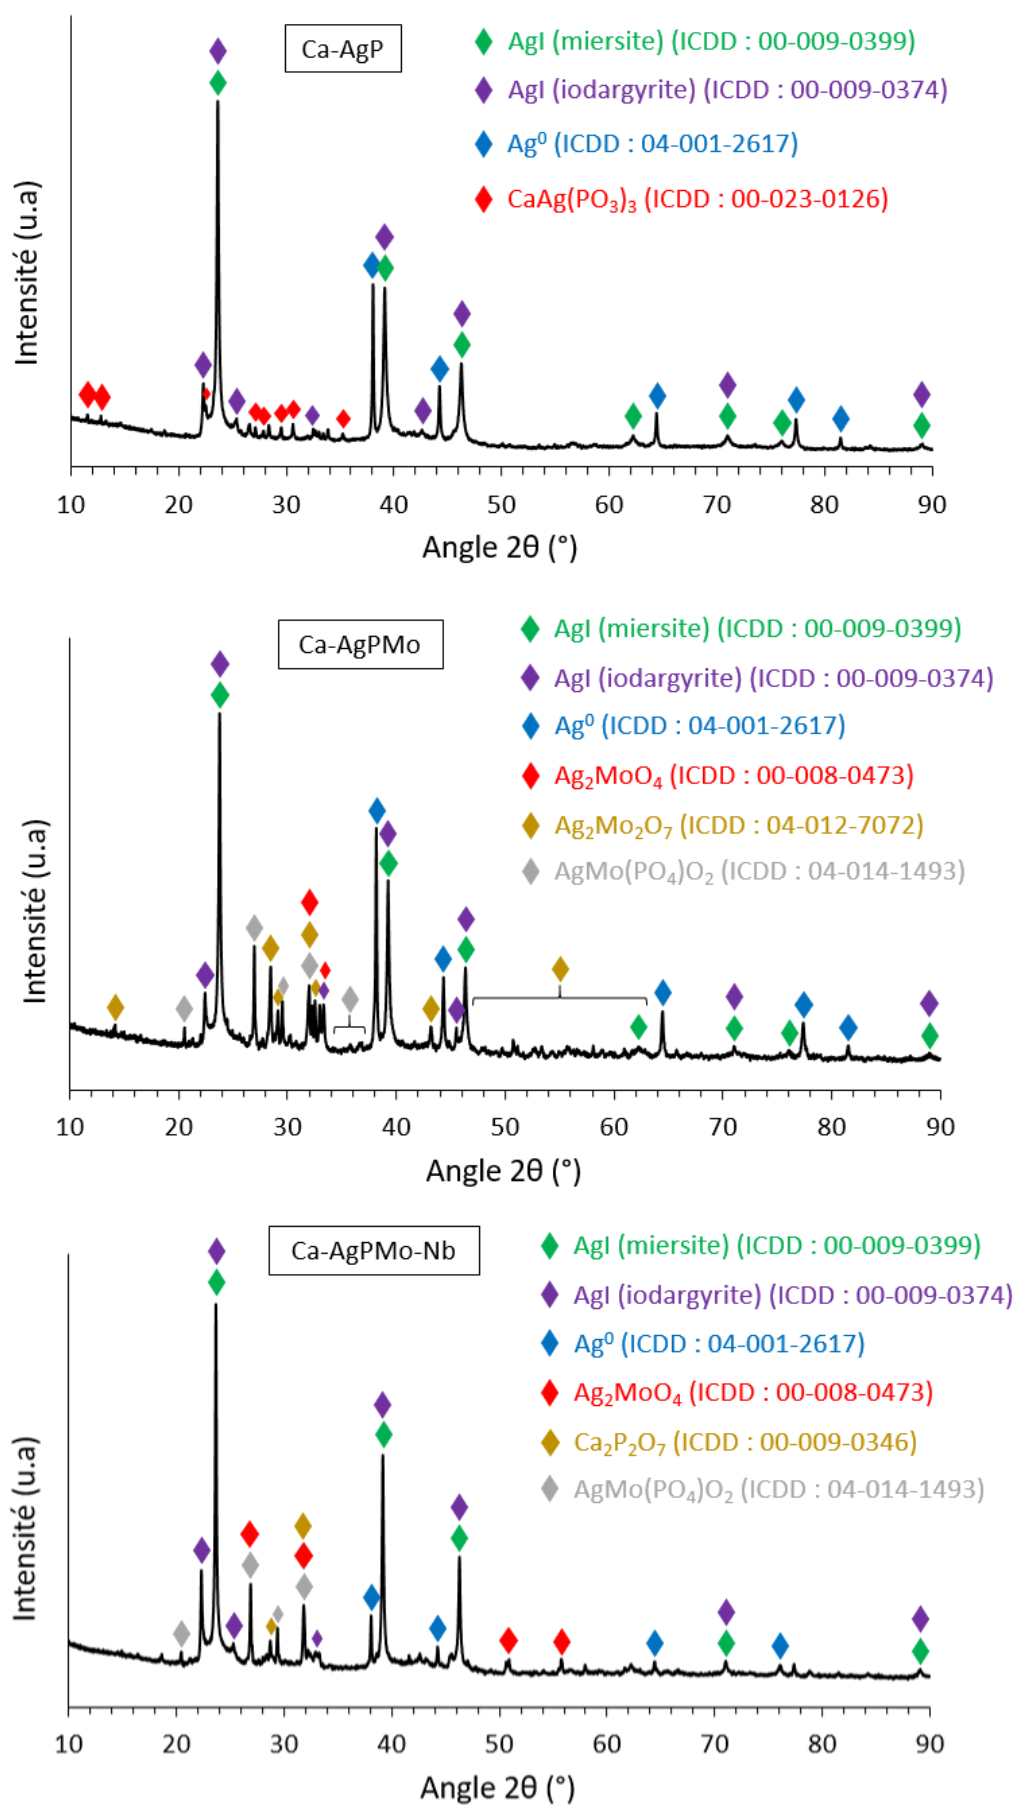 Ca-AgP
AgI (miersite) (ICDD : 00-009-0399)
AgI (iodargyrite) (ICDD : 00-009-0374)
Ag⁰ (ICDD : 04-001-2617)
CaAg(PO₃)₃ (ICDD : 00-023-0126)
Intensité (u.a)
10 20 30 40 50 60 70 80 90
Angle 2θ (°)
Ca-AgPMo
AgI (miersite) (ICDD : 00-009-0399)
AgI (iodargyrite) (ICDD : 00-009-0374)
Ag⁰ (ICDD : 04-001-2617)
Ag₂MoO₄ (ICDD : 00-008-0473)
Ag₂Mo₂O₇ (ICDD : 04-012-7072)
AgMo(PO₄)O₂ (ICDD : 04-014-1493)
Intensité (u.a)
10 20 30 40 50 60 70 80 90
Angle 2θ (°)
Ca-AgPMo-Nb
AgI (miersite) (ICDD : 00-009-0399)
AgI (iodargyrite) (ICDD : 00-009-0374)
Ag⁰ (ICDD : 04-001-2617)
Ag₂MoO₄ (ICDD : 00-008-0473)
Ca₂P₂O₇ (ICDD : 00-009-0346)
AgMo(PO₄)O₂ (ICDD : 04-014-1493)
Intensité (u.a)
10 20 30 40 50 60 70 80 90
Angle 2θ (°)